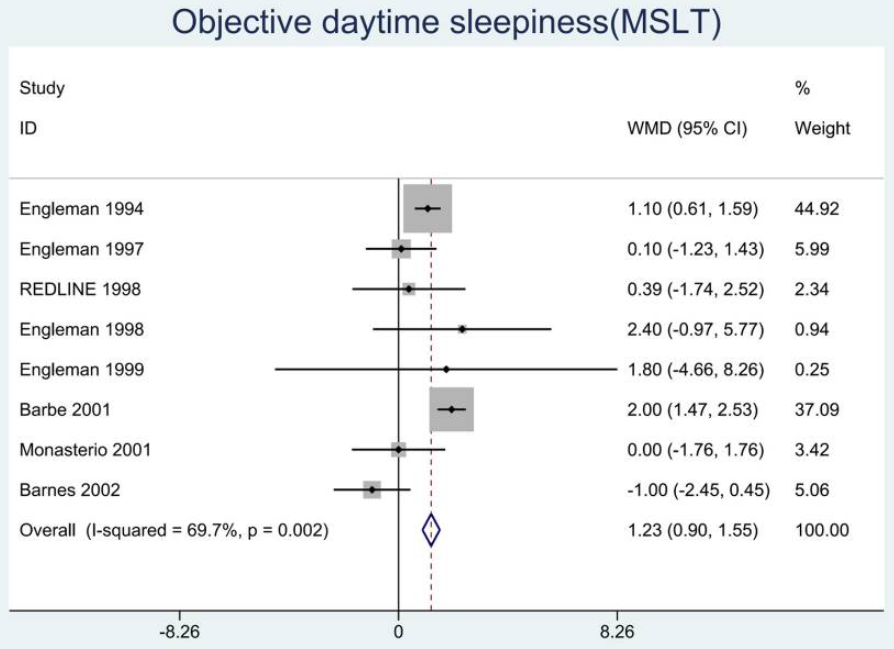 Objective daytime sleepiness(MSLT)
Study %
ID WMD (95% CI) Weight
Engleman 1994 1.10 (0.61, 1.59) 44.92
Engleman 1997 0.10 (-1.23, 1.43) 5.99
REDLINE 1998 0.39 (-1.74, 2.52) 2.34
Engleman 1998 2.40 (-0.97, 5.77) 0.94
Engleman 1999 1.80 (-4.66, 8.26) 0.25
Barbe 2001 2.00 (1.47, 2.53) 37.09
Monasterio 2001 0.00 (-1.76, 1.76) 3.42
Barnes 2002 -1.00 (-2.45, 0.45) 5.06
Overall (I-squared = 69.7%, p = 0.002) 1.23 (0.90, 1.55) 100.00
-8.26 0 8.26